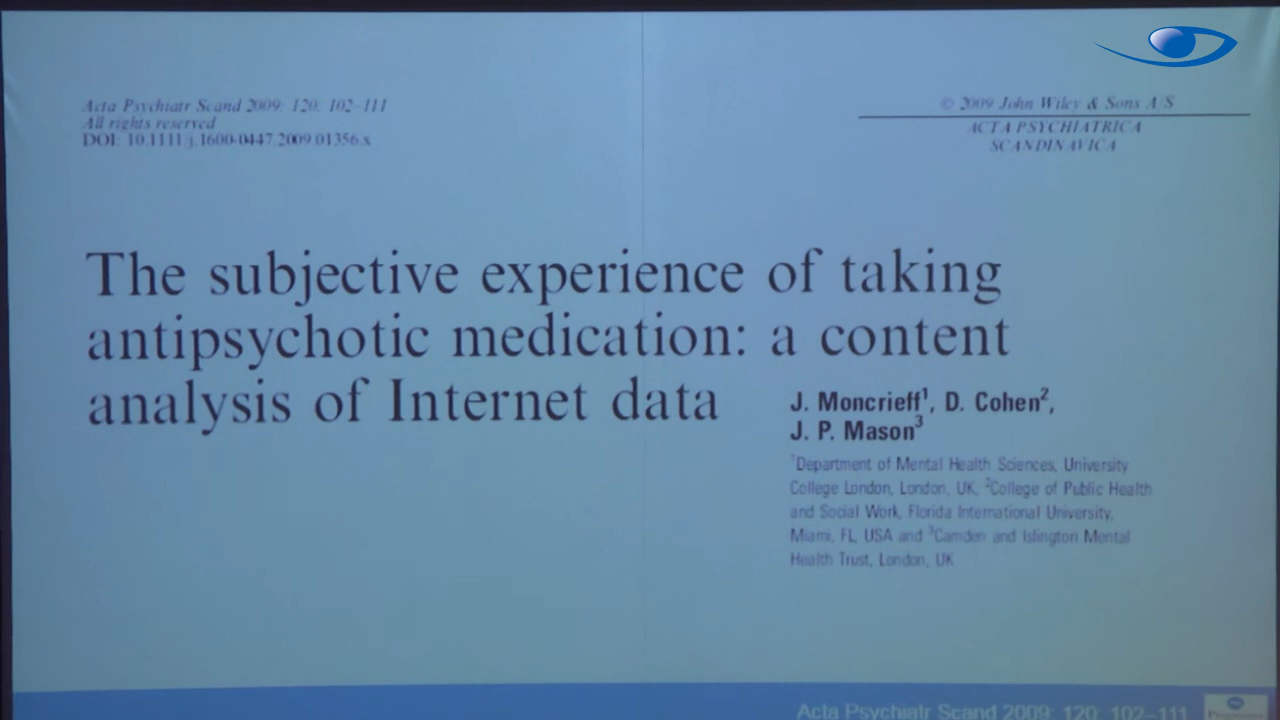 Acta Psychiatr Scand 2009: 120: 102–111
All rights reserved
DOI: 10.1111/j.1600-0447.2009.01356.x
© 2009 John Wiley & Sons A/S
ACTA PSYCHIATRICA
SCANDINAVICA
The subjective experience of taking
antipsychotic medication: a content
analysis of Internet data
J. Moncrieff¹, D. Cohen²,
J. P. Mason³
¹Department of Mental Health Sciences, University
College London, London, UK, ²College of Public Health
and Social Work, Florida International University,
Miami, FL, USA and ³Camden and Islington Mental
Health Trust, London, UK
Acta Psychiatr Scand 2009: 120: 102–111